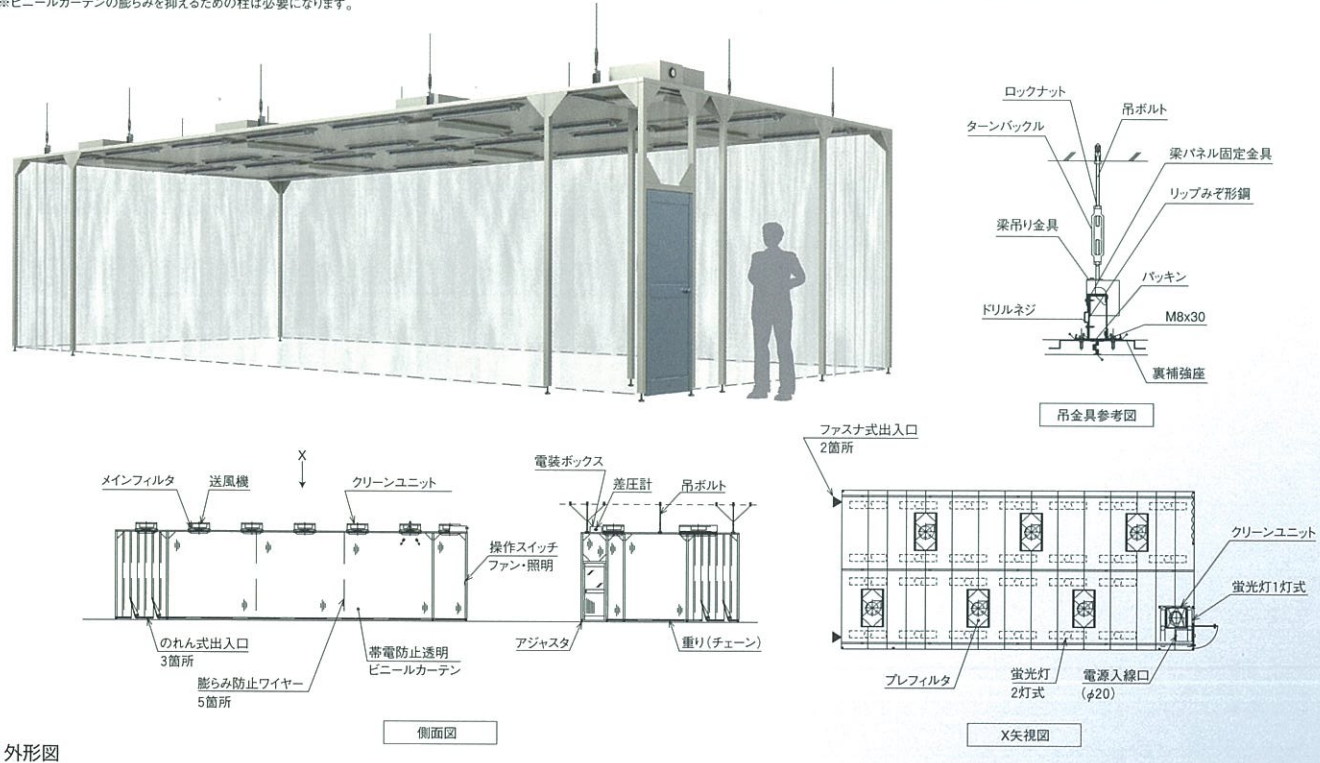 ※ビニールカーテンの膨らみを抑えるための柱は必要になります。
ロックナット
吊ボルト
ターンバックル
梁パネル固定金具
リップみぞ形鋼
梁吊り金具
パッキン
ドリルネジ
M8x30
裏補強座
吊金具参考図
X
メインフィルタ
送風機
クリーンユニット
操作スイッチ
ファン・照明
のれん式出入口
3箇所
膨らみ防止ワイヤー
5箇所
帯電防止透明
ビニールカーテン
電装ボックス
差圧計
吊ボルト
アジャスタ
重り(チェーン)
側面図
ファスナ式出入口
2箇所
クリーンユニット
蛍光灯1灯式
プレフィルタ
蛍光灯
2灯式
電源入線口
(φ20)
X矢視図
外形図